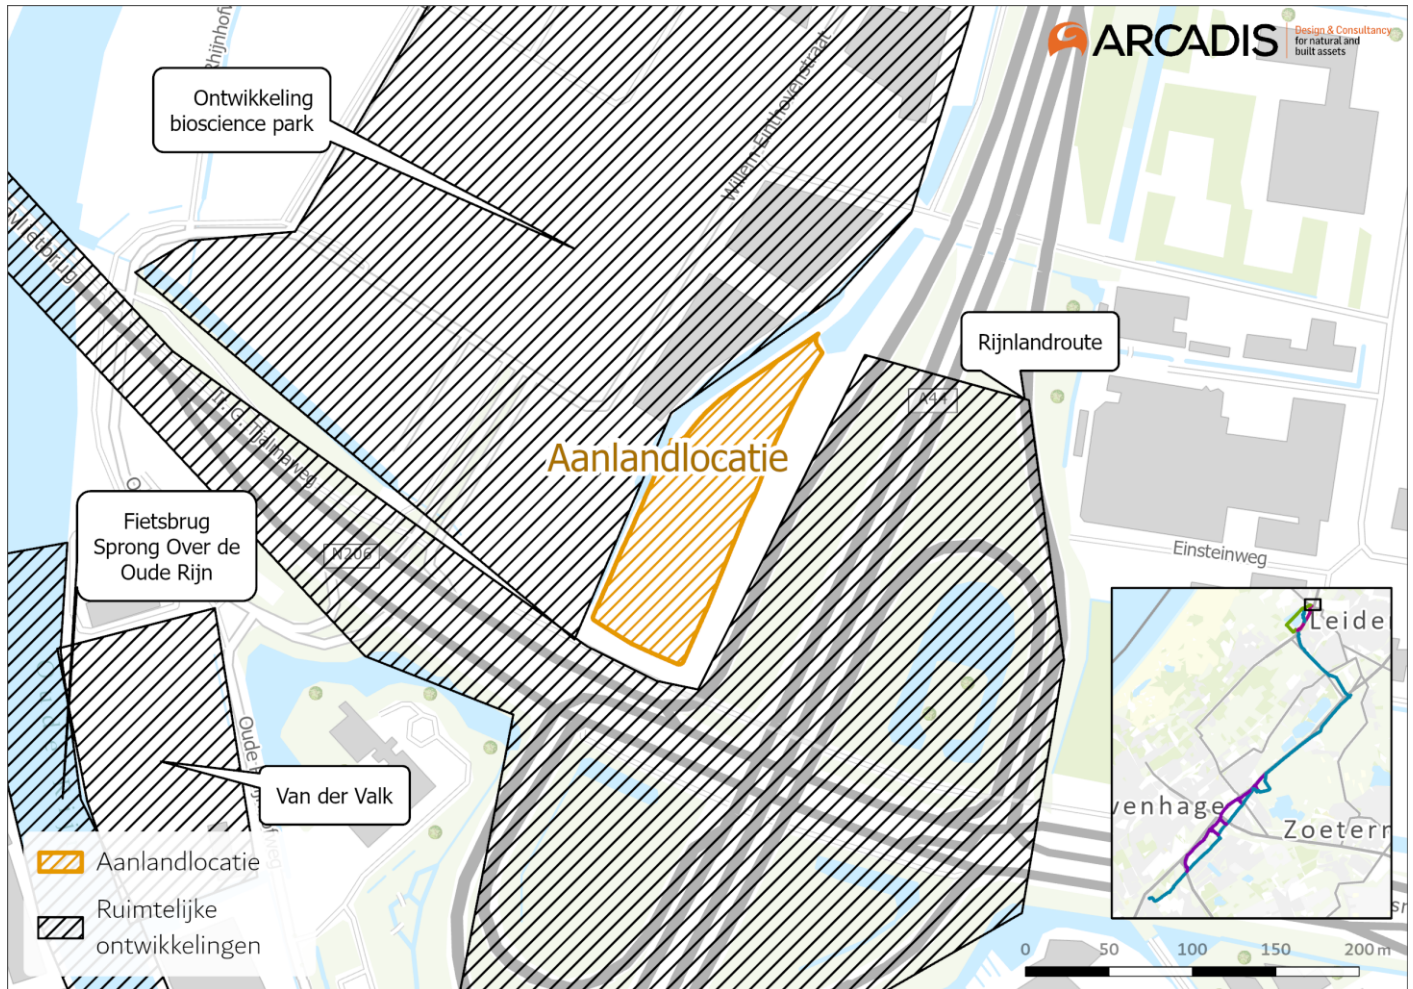 ARCADIS
Design & Consultancy
for natural and
built assets
Rhijnhof
Ontwikkeling
bioscience park
Willem Einthovenstraat
Rijnlandroute
A44
Aanlandlocatie
Ir. G. Tjalmaweg
N206
Einsteinweg
Fietsbrug
Sprong Over de
Oude Rijn
Van der Valk
Oude
Aanlandlocatie
Ruimtelijke
ontwikkelingen
Leide
venhage
Zoeterm
0 50 100 150 200 m